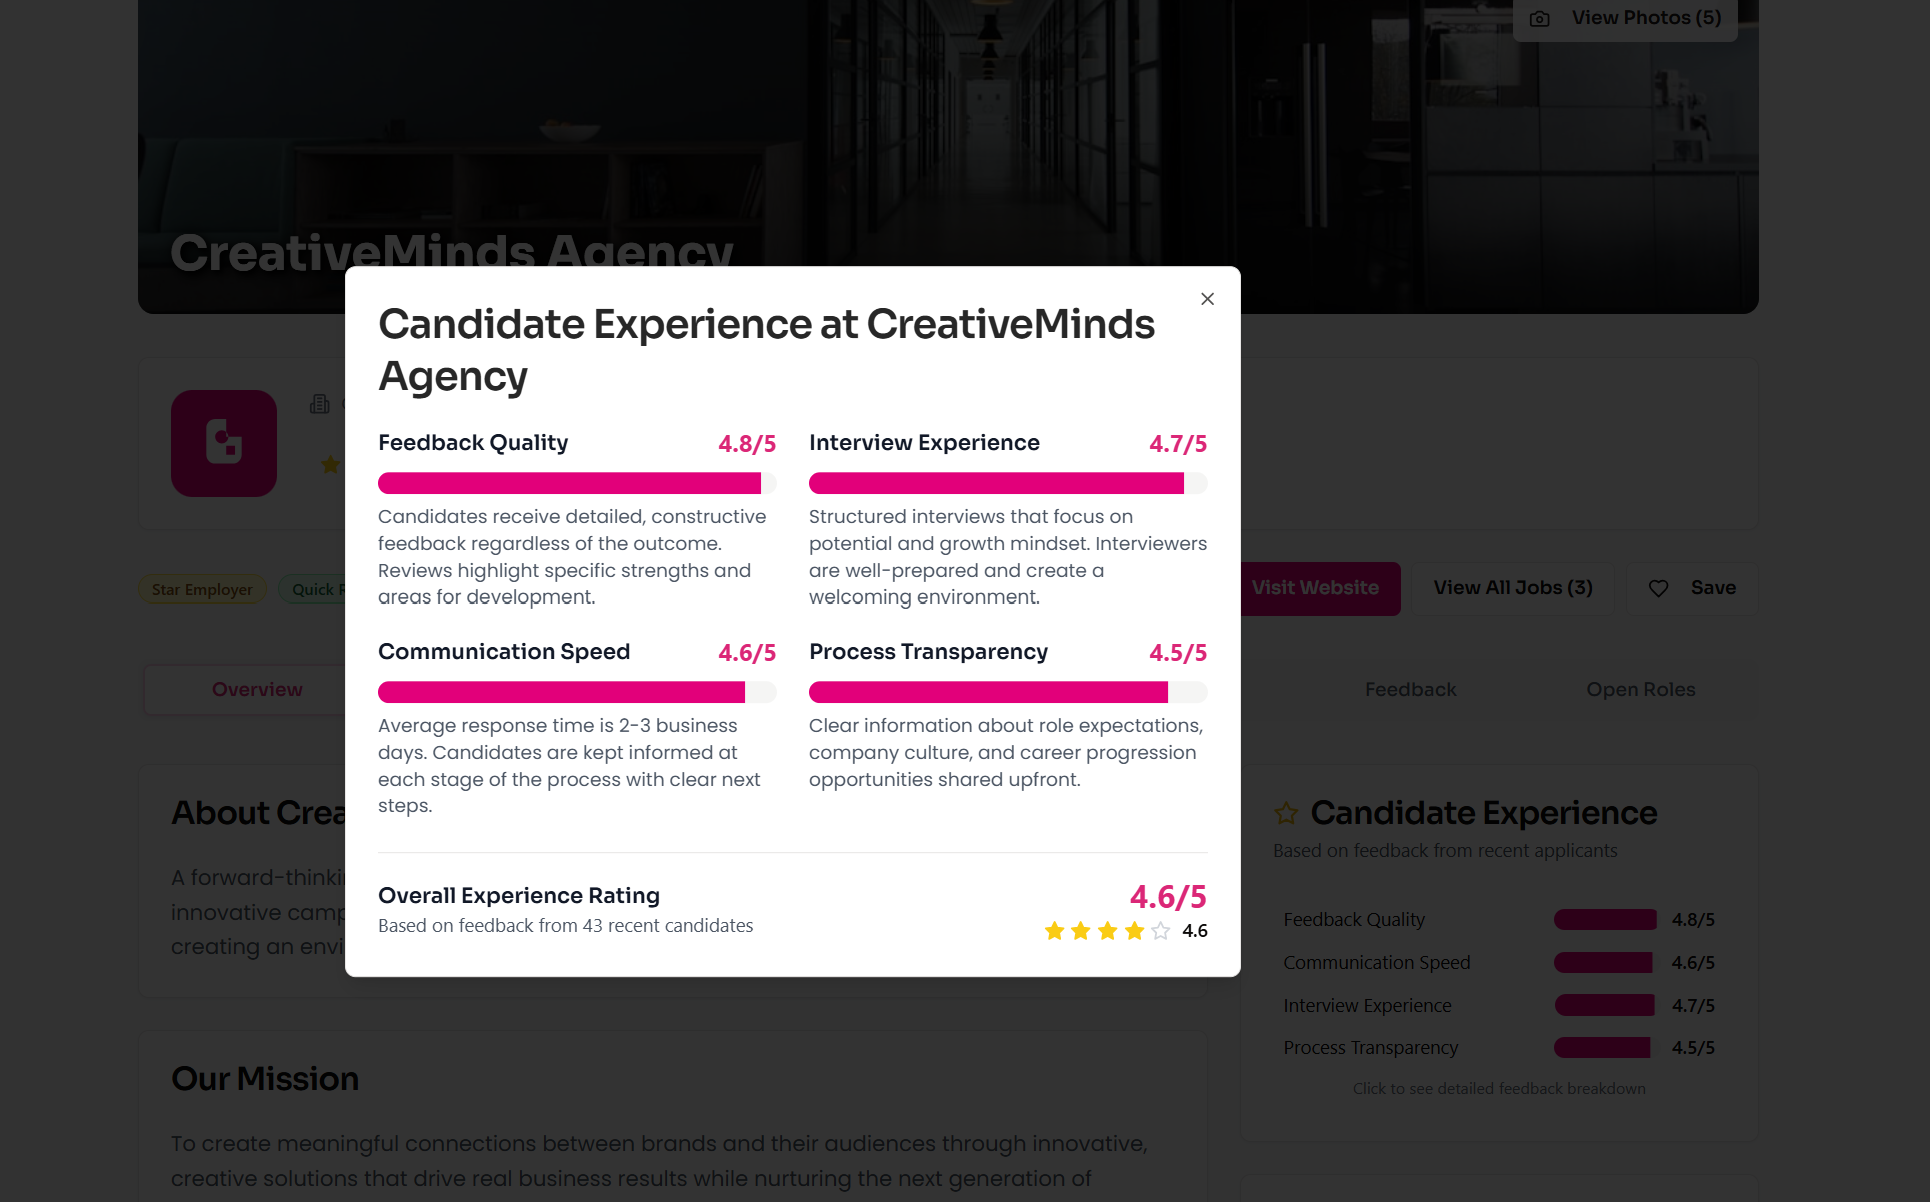 View Photos (5)
CreativeMinds Agency
Candidate Experience at CreativeMinds
Agency
Feedback Quality 4.8/5
Candidates receive detailed, constructive
feedback regardless of the outcome.
Reviews highlight specific strengths and
areas for development.
Interview Experience 4.7/5
Structured interviews that focus on
potential and growth mindset. Interviewers
are well-prepared and create a
welcoming environment.
Communication Speed 4.6/5
Average response time is 2-3 business
days. Candidates are kept informed at
each stage of the process with clear next
steps.
Process Transparency 4.5/5
Clear information about role expectations,
company culture, and career progression
opportunities shared upfront.
Overall Experience Rating 4.6/5
Based on feedback from 43 recent candidates 4.6
Star Employer Quick
Visit Website View All Jobs (3) Save
Overview Feedback Open Roles
About
A
innovative
creating an
Our Mission
To create meaningful connections between brands and their audiences through innovative,
creative solutions that drive real business results while nurturing the next generation of
Candidate Experience
Based on feedback from recent applicants
Feedback Quality 4.8/5
Communication Speed 4.6/5
Interview Experience 4.7/5
Process Transparency 4.5/5
Click to see detailed feedback breakdown